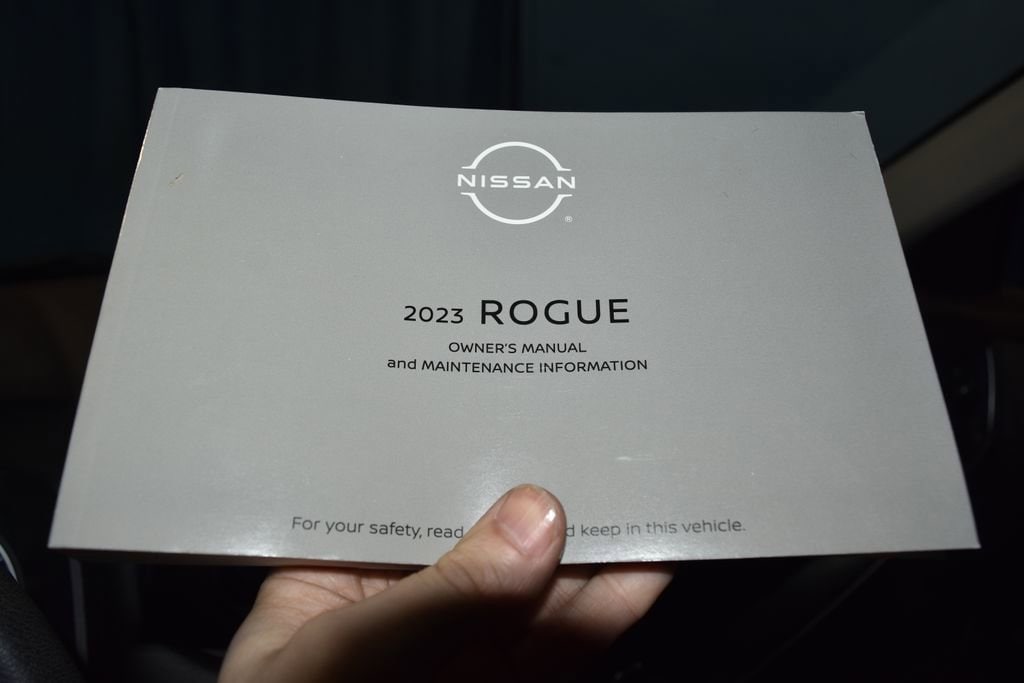 NISSAN
®
2023 ROGUE
OWNER'S MANUAL
and MAINTENANCE INFORMATION
For your safety, read keep in this vehicle.